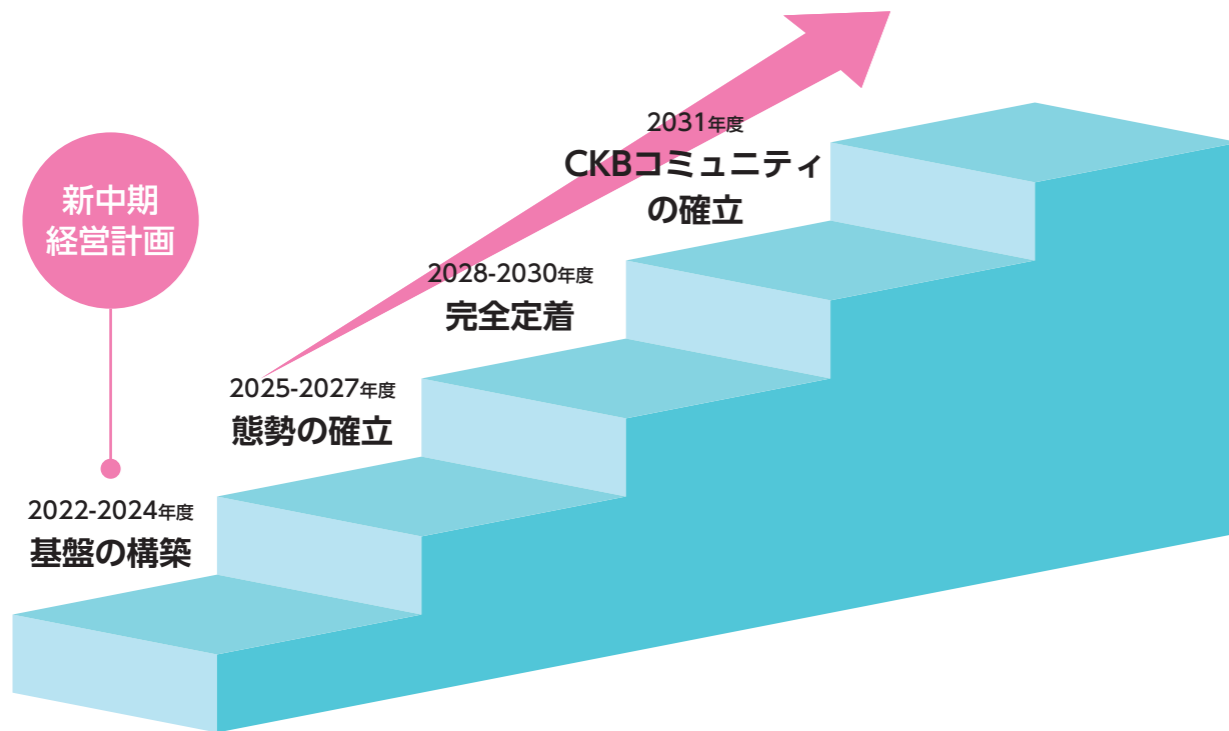 新中期
経営計画
2022-2024年度
基盤の構築
2025-2027年度
態勢の確立
2028-2030年度
完全定着
2031年度
CKBコミュニティ
の確立